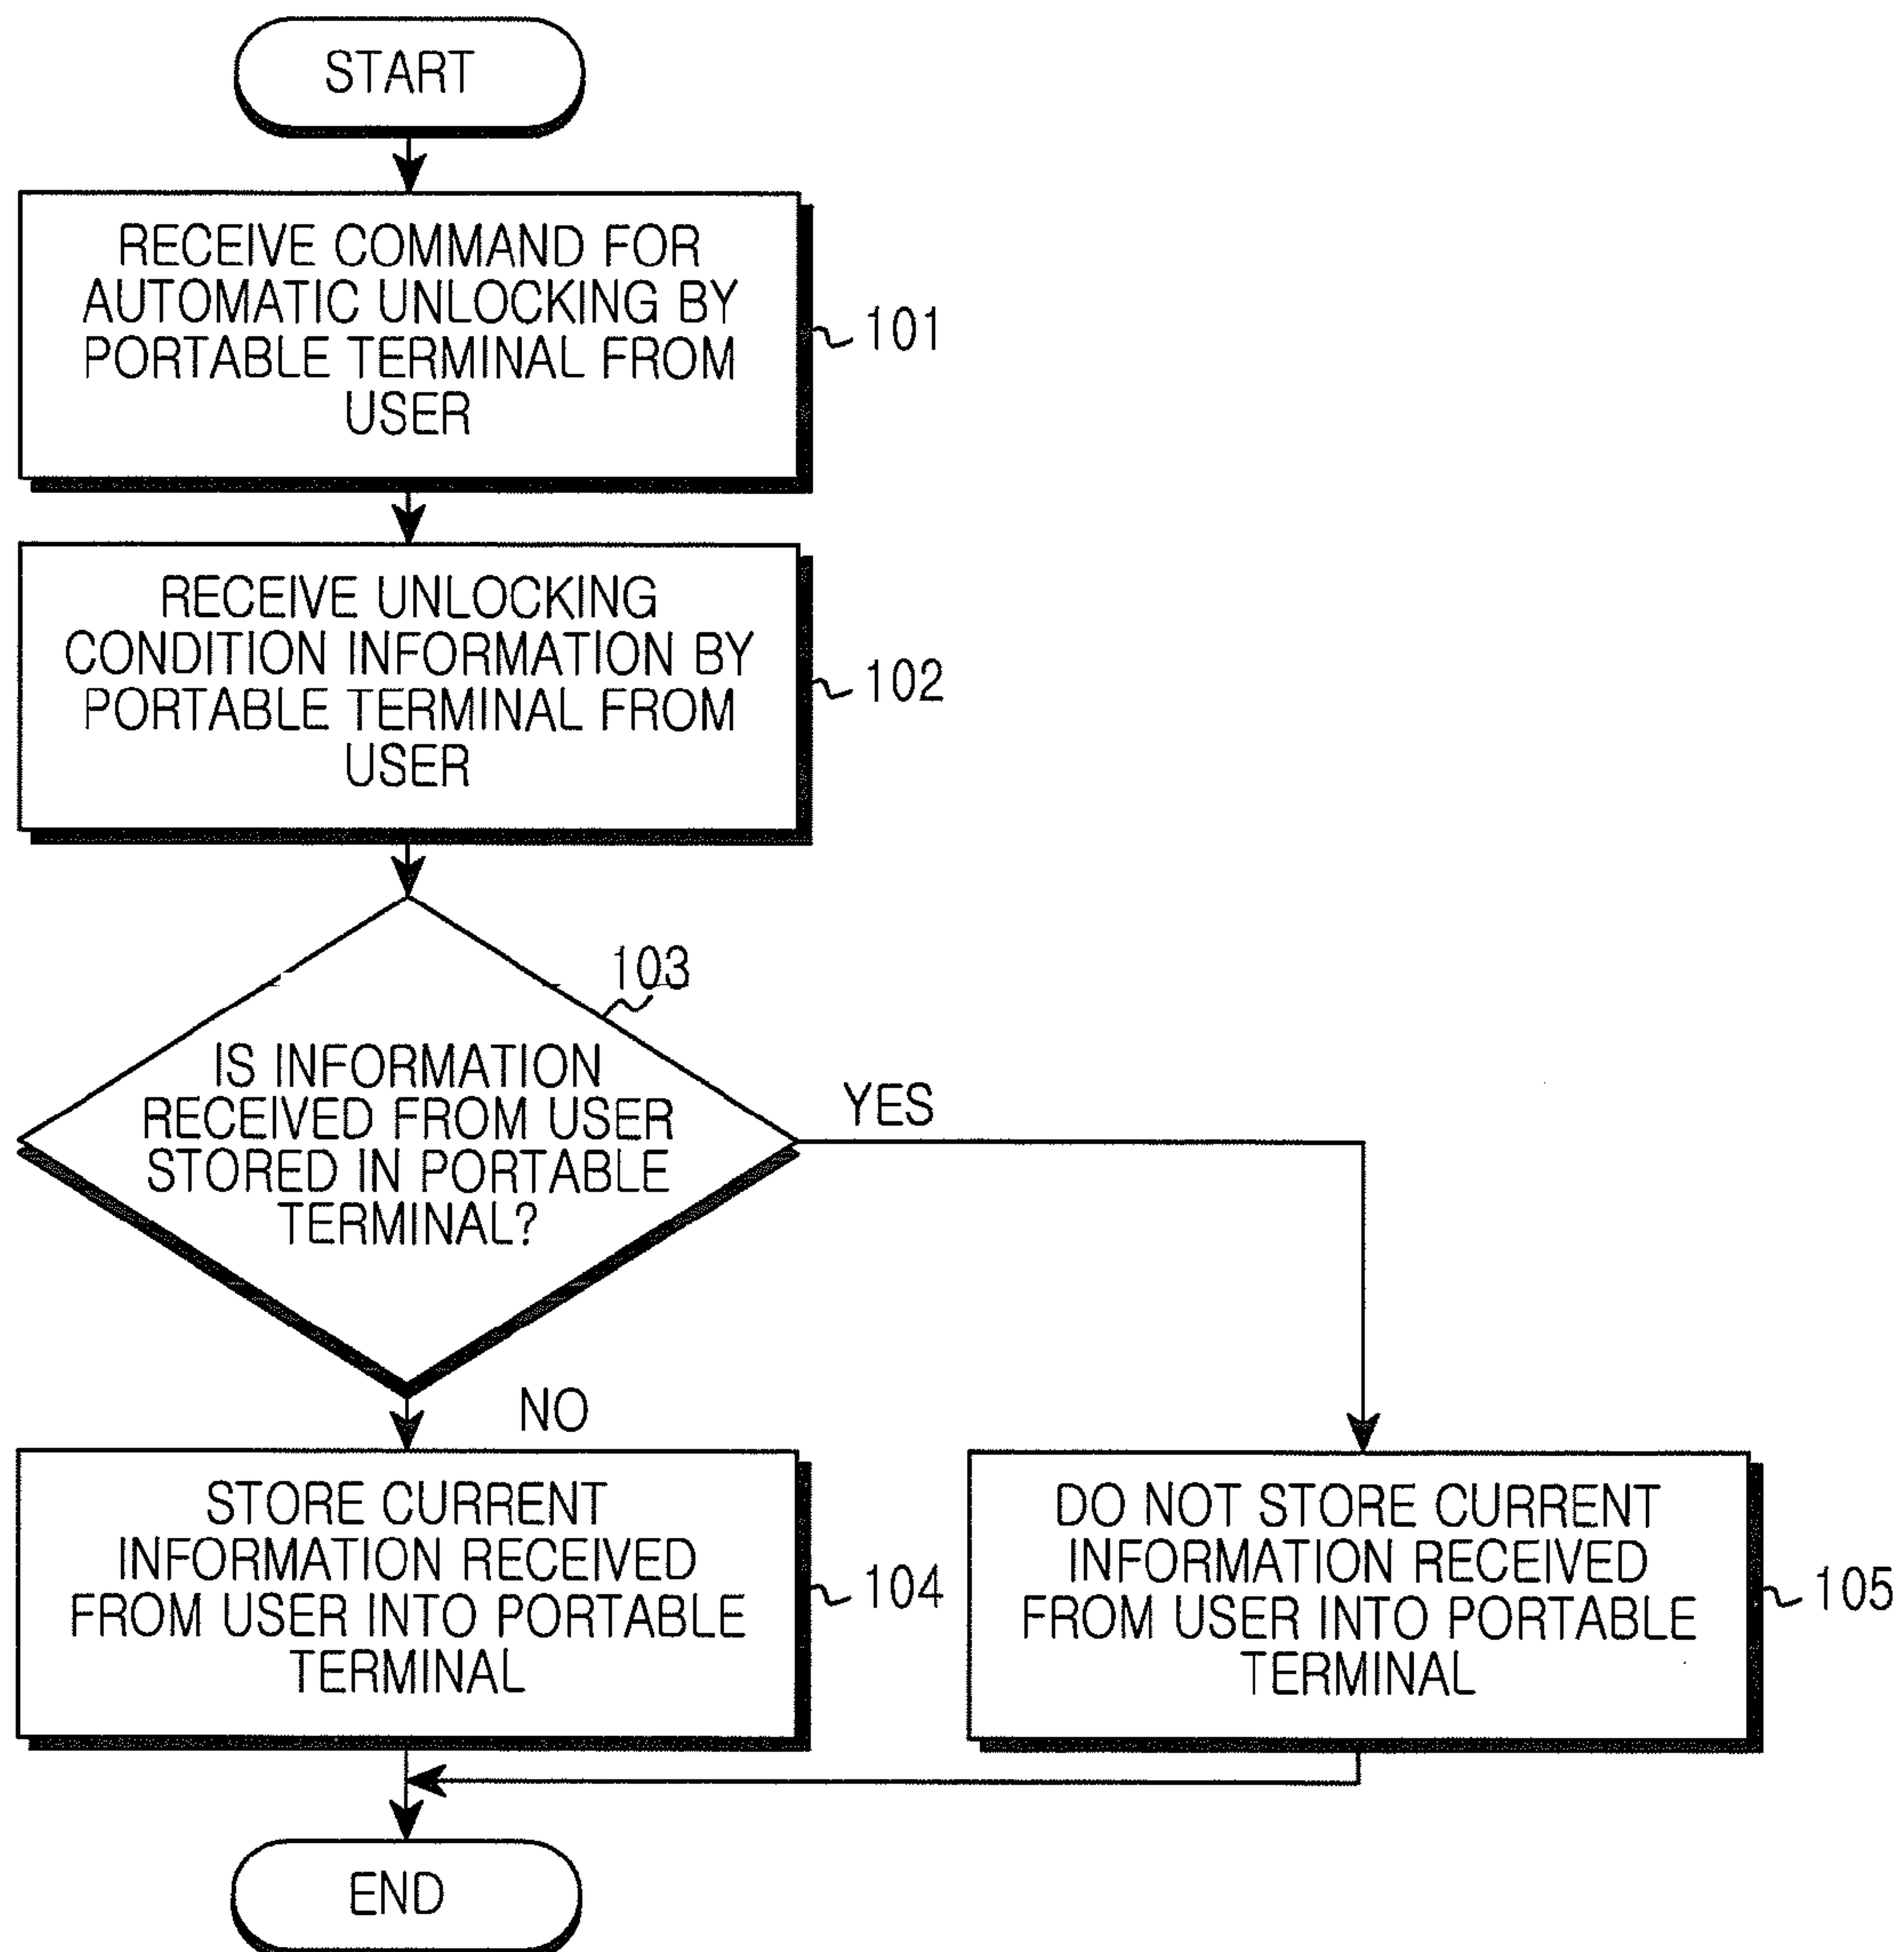 START
RECEIVE COMMAND FOR
AUTOMATIC UNLOCKING BY
PORTABLE TERMINAL FROM
USER
101
RECEIVE UNLOCKING
CONDITION INFORMATION BY
PORTABLE TERMINAL FROM
USER
102
103
IS INFORMATION
RECEIVED FROM USER
STORED IN PORTABLE
TERMINAL?
YES
NO
STORE CURRENT
INFORMATION RECEIVED
FROM USER INTO PORTABLE
TERMINAL
104
DO NOT STORE CURRENT
INFORMATION RECEIVED
FROM USER INTO PORTABLE
TERMINAL
105
END